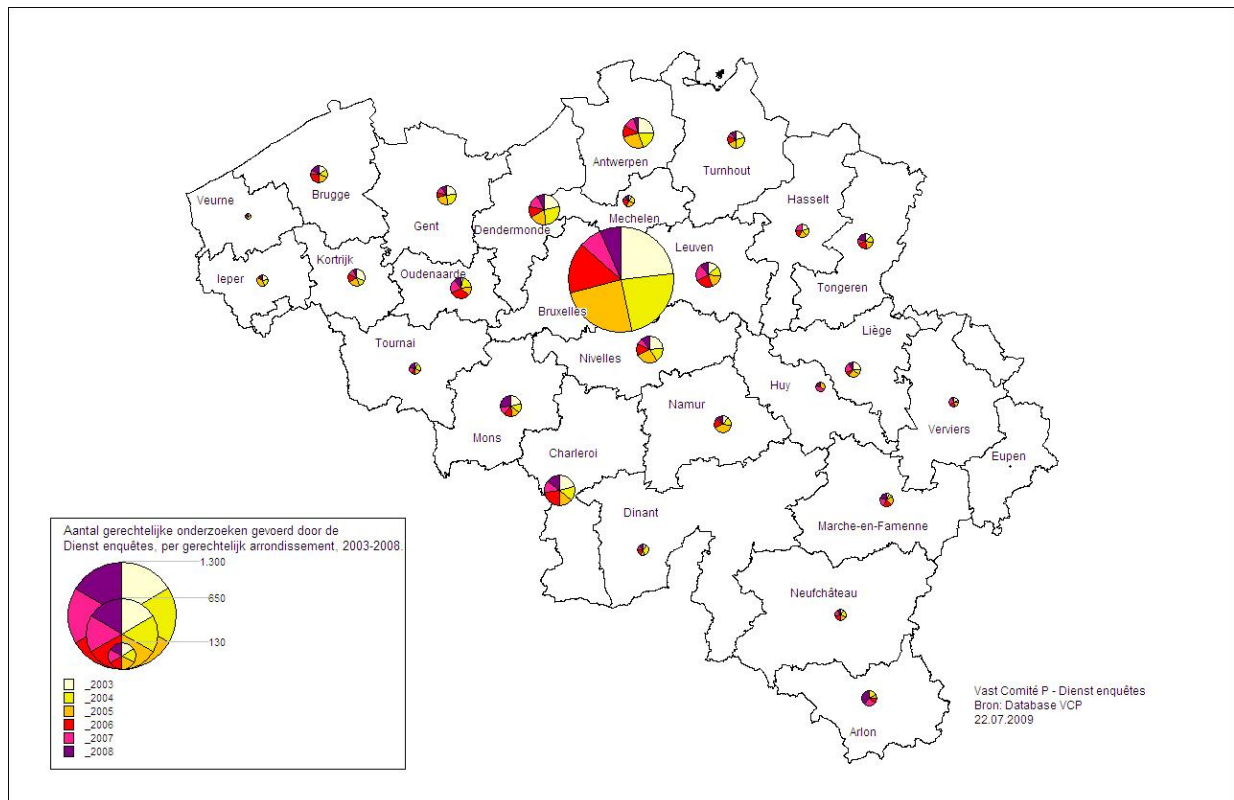 Antwerpen
Turnhout
Hasselt
Veurne
Brugge
Gent
Dendermonde
Mechelen
Leuven
Ieper
Kortrijk
Oudenaarde
Tongeren
Bruxelles
Liège
Tournai
Nivelles
Huy
Namur
Verviers
Mons
Charleroi
Eupen
Dinant
Marche-en-Famenne
Neufchâteau
Arlon
Aantal gerechtelijke onderzoeken gevoerd door de
Dienst enquêtes, per gerechtelijk arrondissement, 2003-2008.
1.300
650
130
_2003
_2004
_2005
_2006
_2007
_2008
Vast Comité P - Dienst enquêtes
Bron: Database VCP
22.07.2009